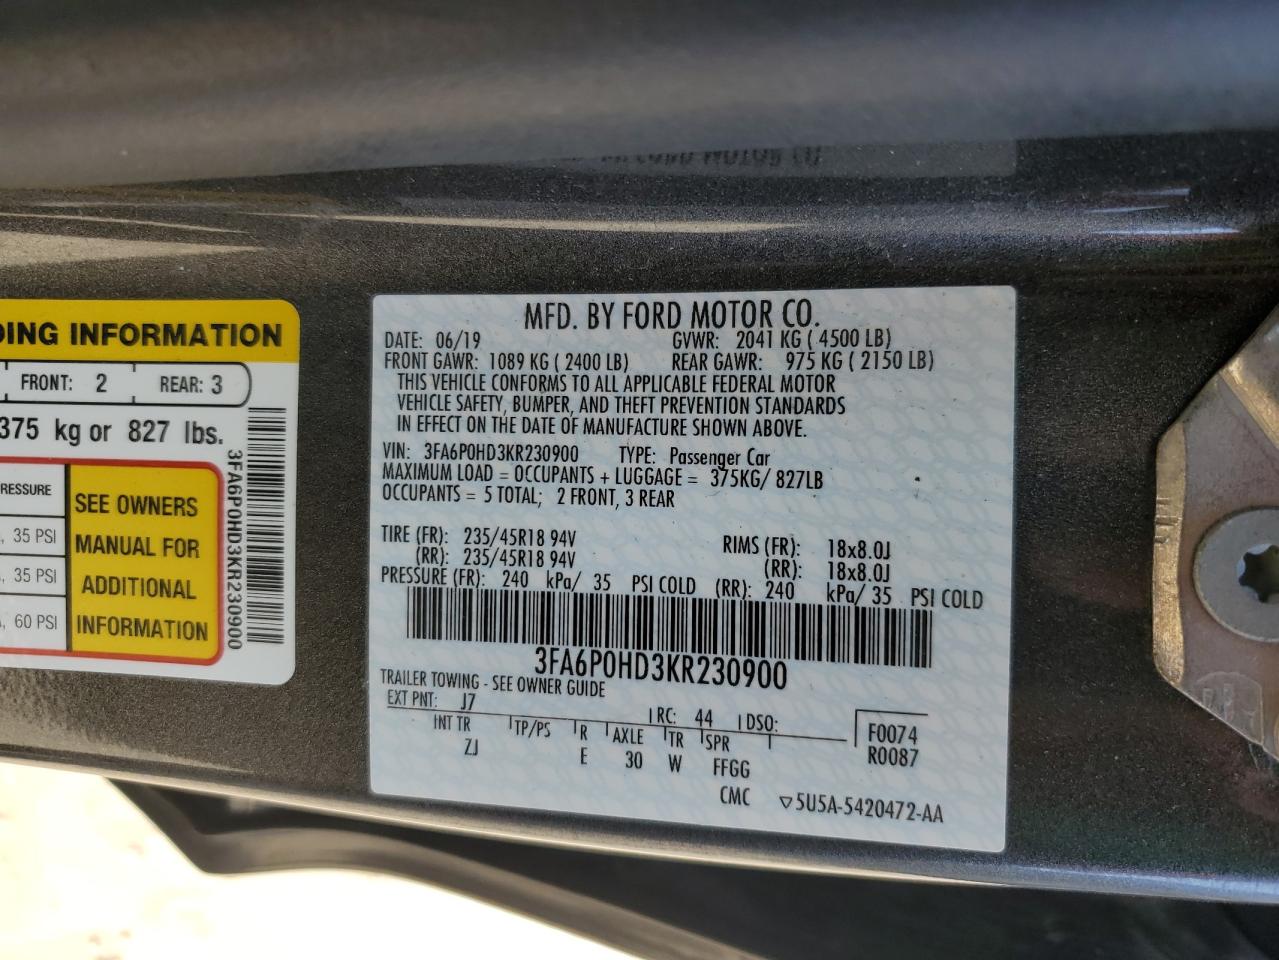 DING INFORMATION
FRONT: 2 REAR: 3
375 kg or 827 lbs.
3FA6P0HD3KR230900
RESSURE
35 PSI
35 PSI
60 PSI
SEE OWNERS
MANUAL FOR
ADDITIONAL
INFORMATION
MFD. BY FORD MOTOR CO.
DATE: 06/19 GVWR: 2041 KG ( 4500 LB)
FRONT GAWR: 1089 KG ( 2400 LB) REAR GAWR: 975 KG ( 2150 LB)
THIS VEHICLE CONFORMS TO ALL APPLICABLE FEDERAL MOTOR
VEHICLE SAFETY, BUMPER, AND THEFT PREVENTION STANDARDS
IN EFFECT ON THE DATE OF MANUFACTURE SHOWN ABOVE.
VIN: 3FA6P0HD3KR230900 TYPE: Passenger Car
MAXIMUM LOAD = OCCUPANTS + LUGGAGE = 375KG/ 827LB
OCCUPANTS = 5 TOTAL; 2 FRONT, 3 REAR
TIRE (FR): 235/45R18 94V RIMS (FR): 18x8.0J
(RR): 235/45R18 94V (RR): 18x8.0J
PRESSURE (FR): 240 kPa/ 35 PSI COLD (RR): 240 kPa/ 35 PSI COLD
3FA6P0HD3KR230900
TRAILER TOWING - SEE OWNER GUIDE
EXT PNT: J7 RC: 44 DSO: F0074
INT TR TP/PS R AXLE TR SPR R0087
ZJ E 30 W FFGG
CMC ▽5U5A-5420472-AA